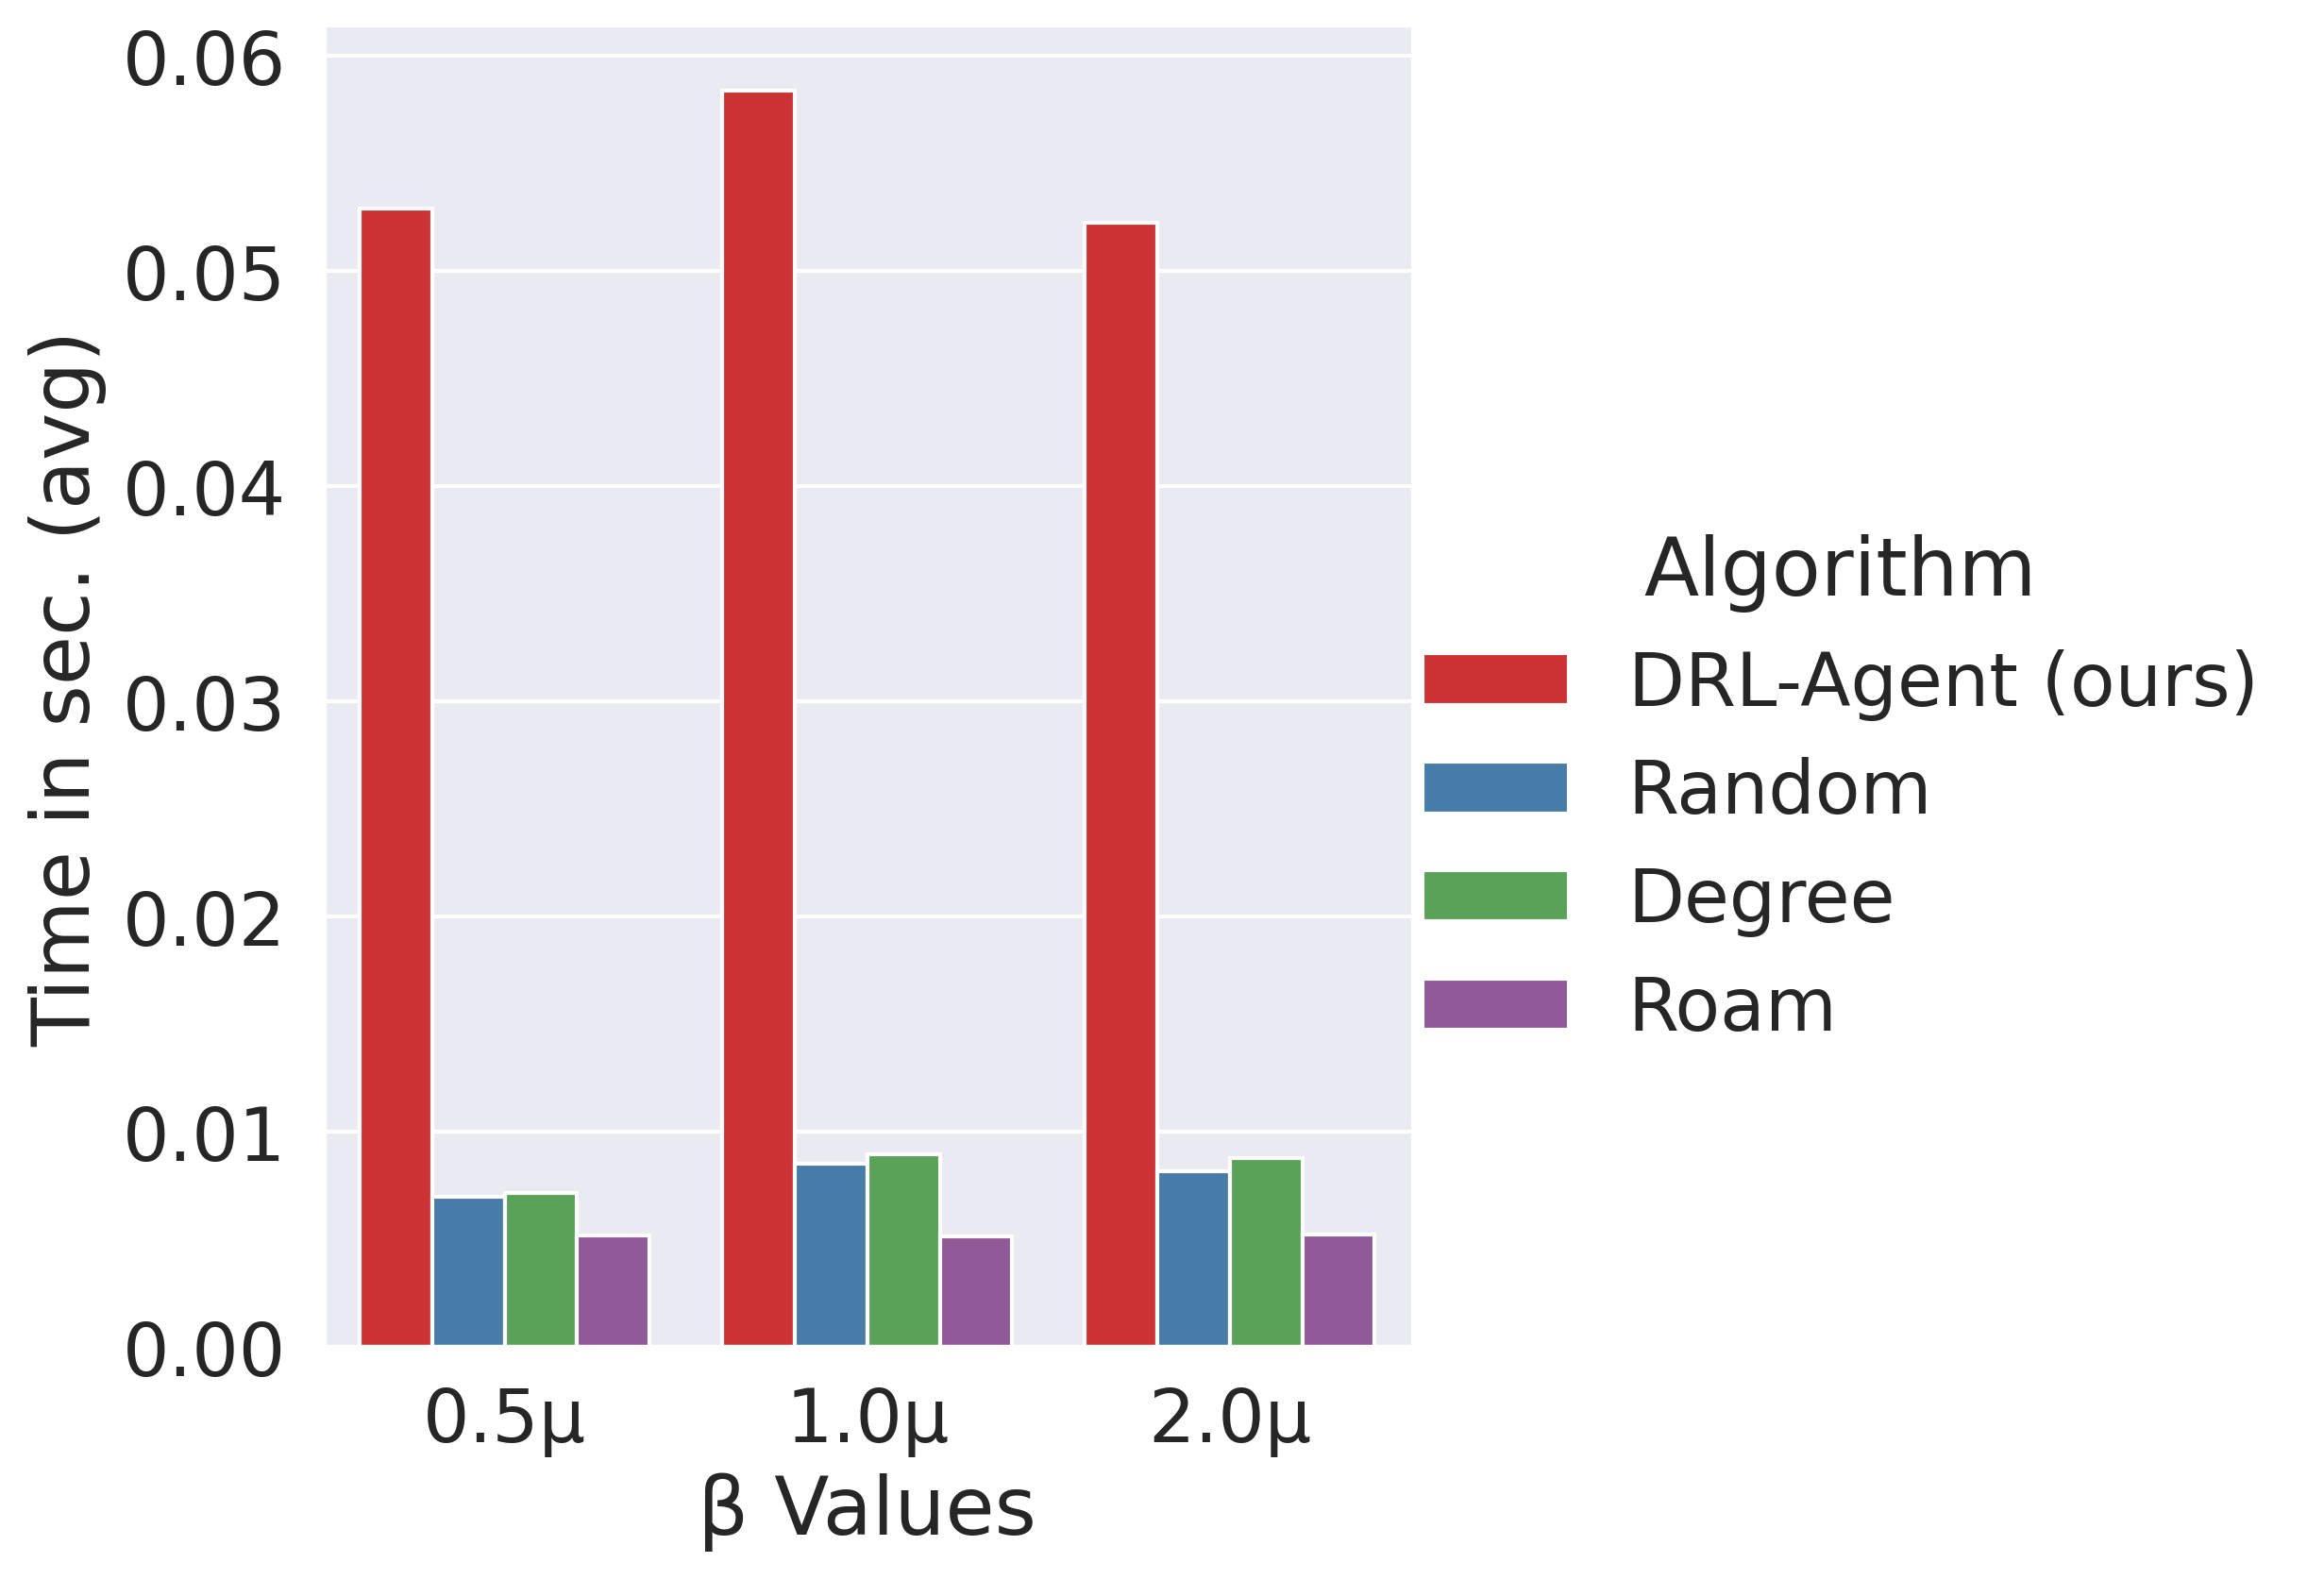 0.06
0.05
0.04
0.03
0.02
0.01
0.00
Time in sec. (avg)
0.5μ 1.0μ 2.0μ
β Values
Algorithm
DRL-Agent (ours)
Random
Degree
Roam